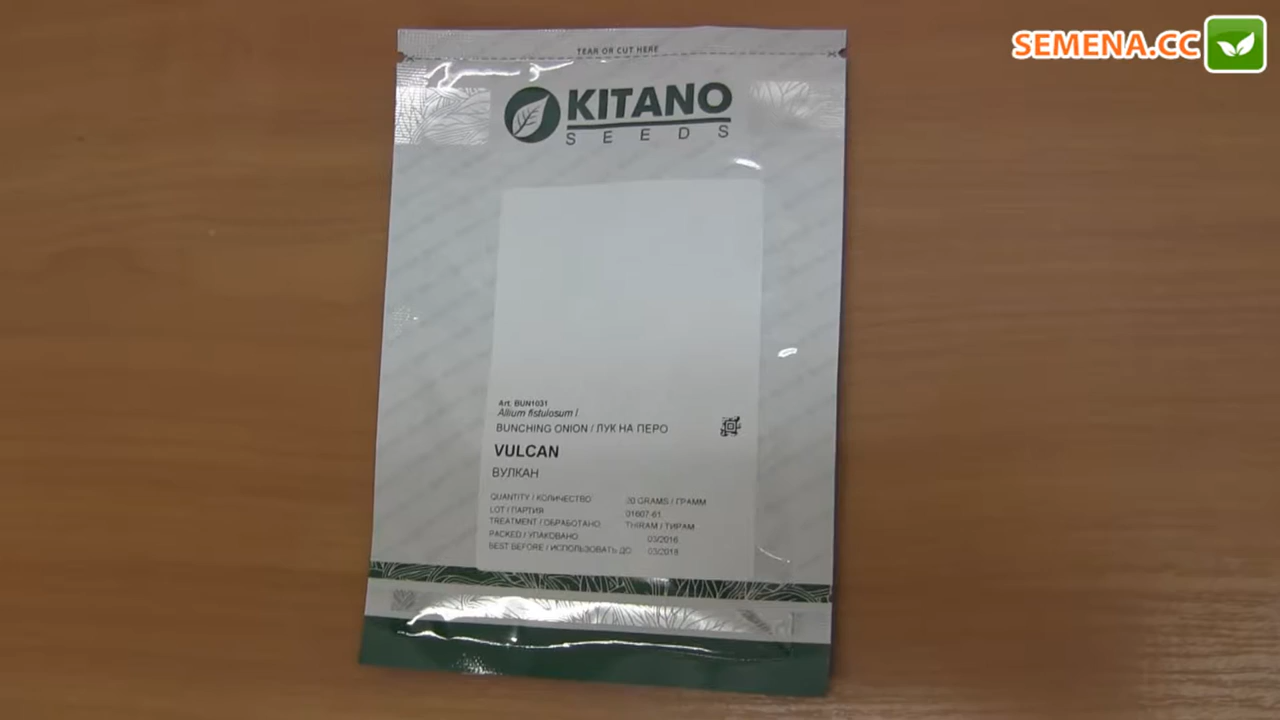 SEMENA.CC
TEAR OR CUT HERE
KITANO
SEEDS
Art. BUN1031
Allium fistulosum l
BUNCHING ONION / ЛУК НА ПЕРО
VULCAN
ВУЛКАН
QUANTITY / КОЛИЧЕСТВО GRAMS / ГРАММ
LOT / ПАРТИЯ 01607-61
TREATMENT / ОБРАБОТАНО THIRAM / ТИРАМ
PACKED / УПАКОВАНО 03/2016
BEST BEFORE / ИСПОЛЬЗОВАТЬ ДО 03/2018